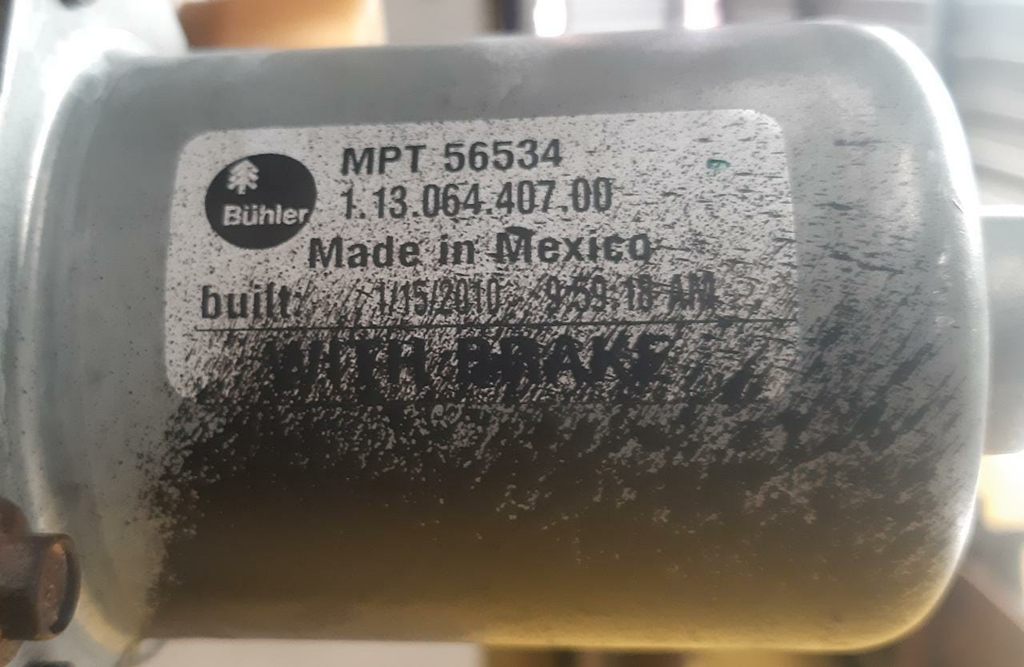 Bühler
MPT 56534
1.13.064.407.00
Made in Mexico
built: 1/15/2010 9:59:18 AM
WITH BRAKE